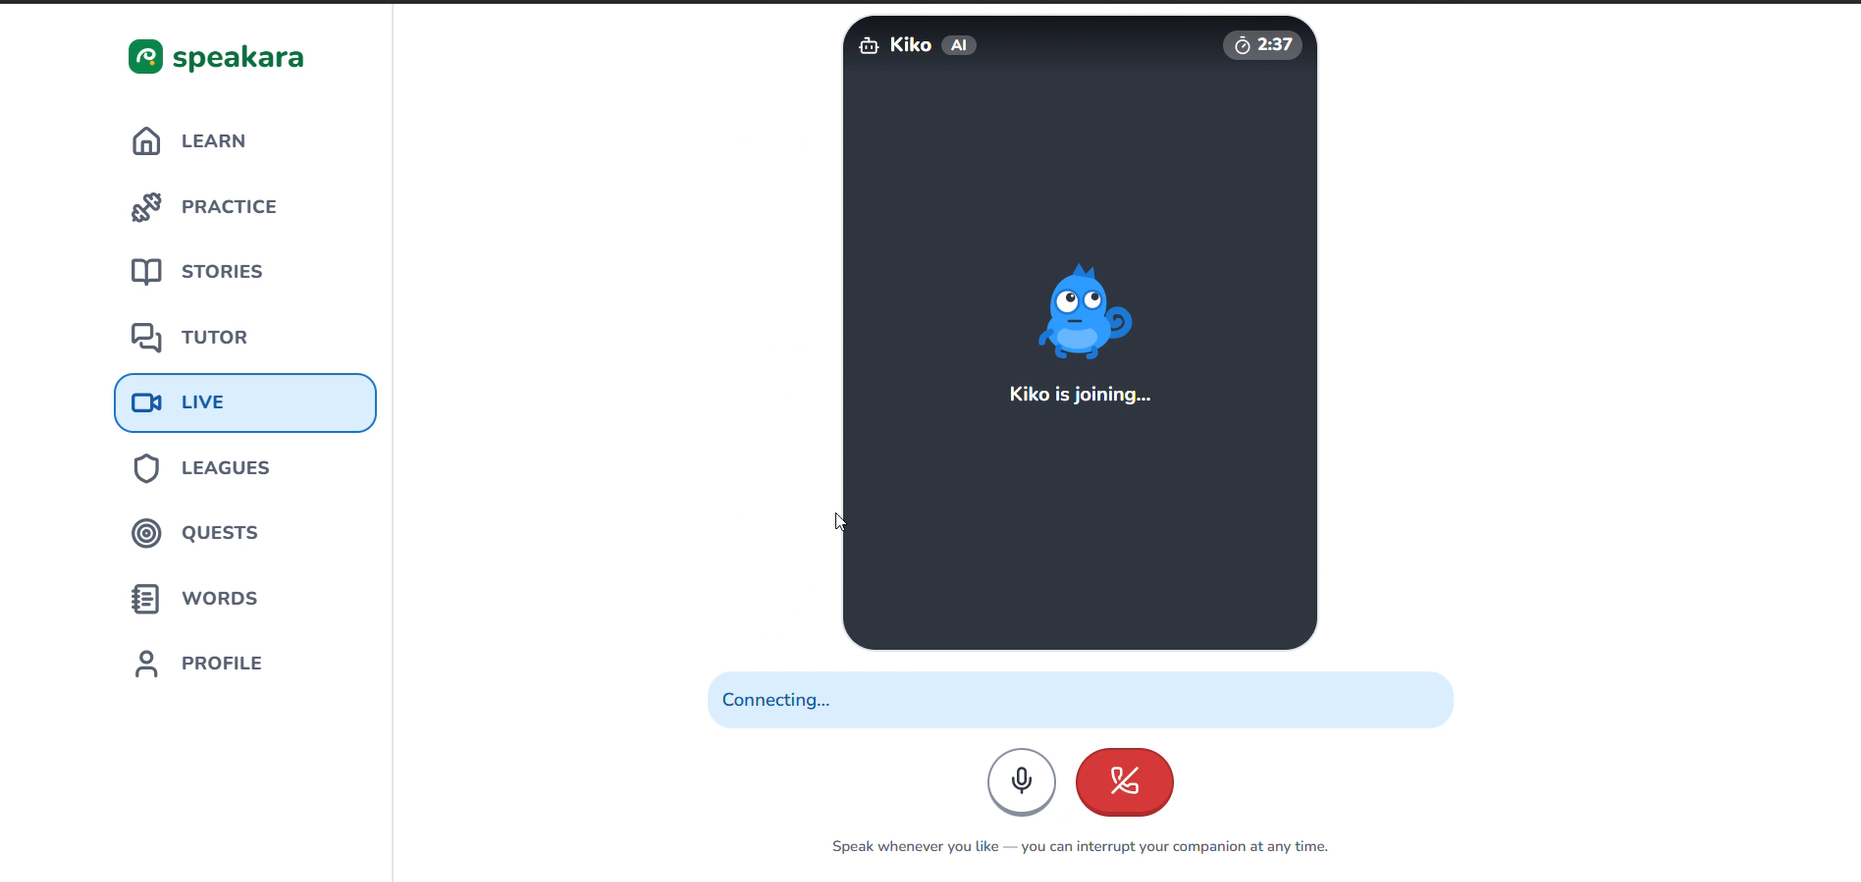 speakara
LEARN
PRACTICE
STORIES
TUTOR
LIVE
LEAGUES
QUESTS
WORDS
PROFILE
Kiko AI 2:37
Kiko is joining...
Connecting...
Speak whenever you like — you can interrupt your companion at any time.